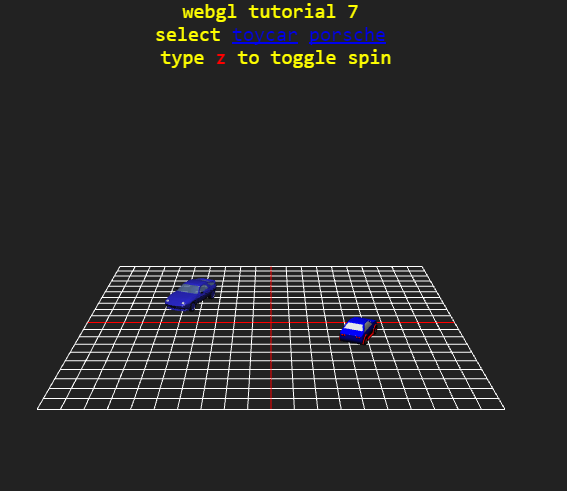 webgl tutorial 7
select toycar porsche
type z to toggle spin